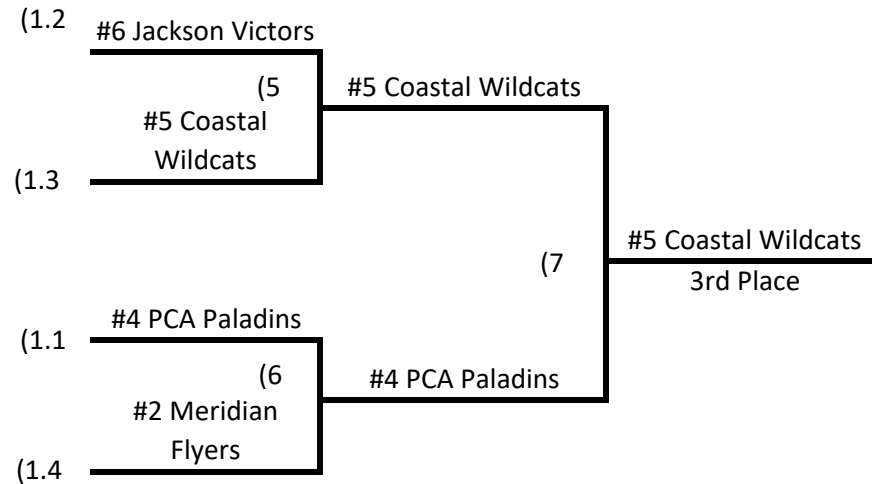 (1.2
#6 Jackson Victors
(5
#5 Coastal Wildcats
#5 Coastal
Wildcats
(1.3
#5 Coastal Wildcats
(7
3rd Place
#4 PCA Paladins
(1.1
(6
#4 PCA Paladins
#2 Meridian
Flyers
(1.4